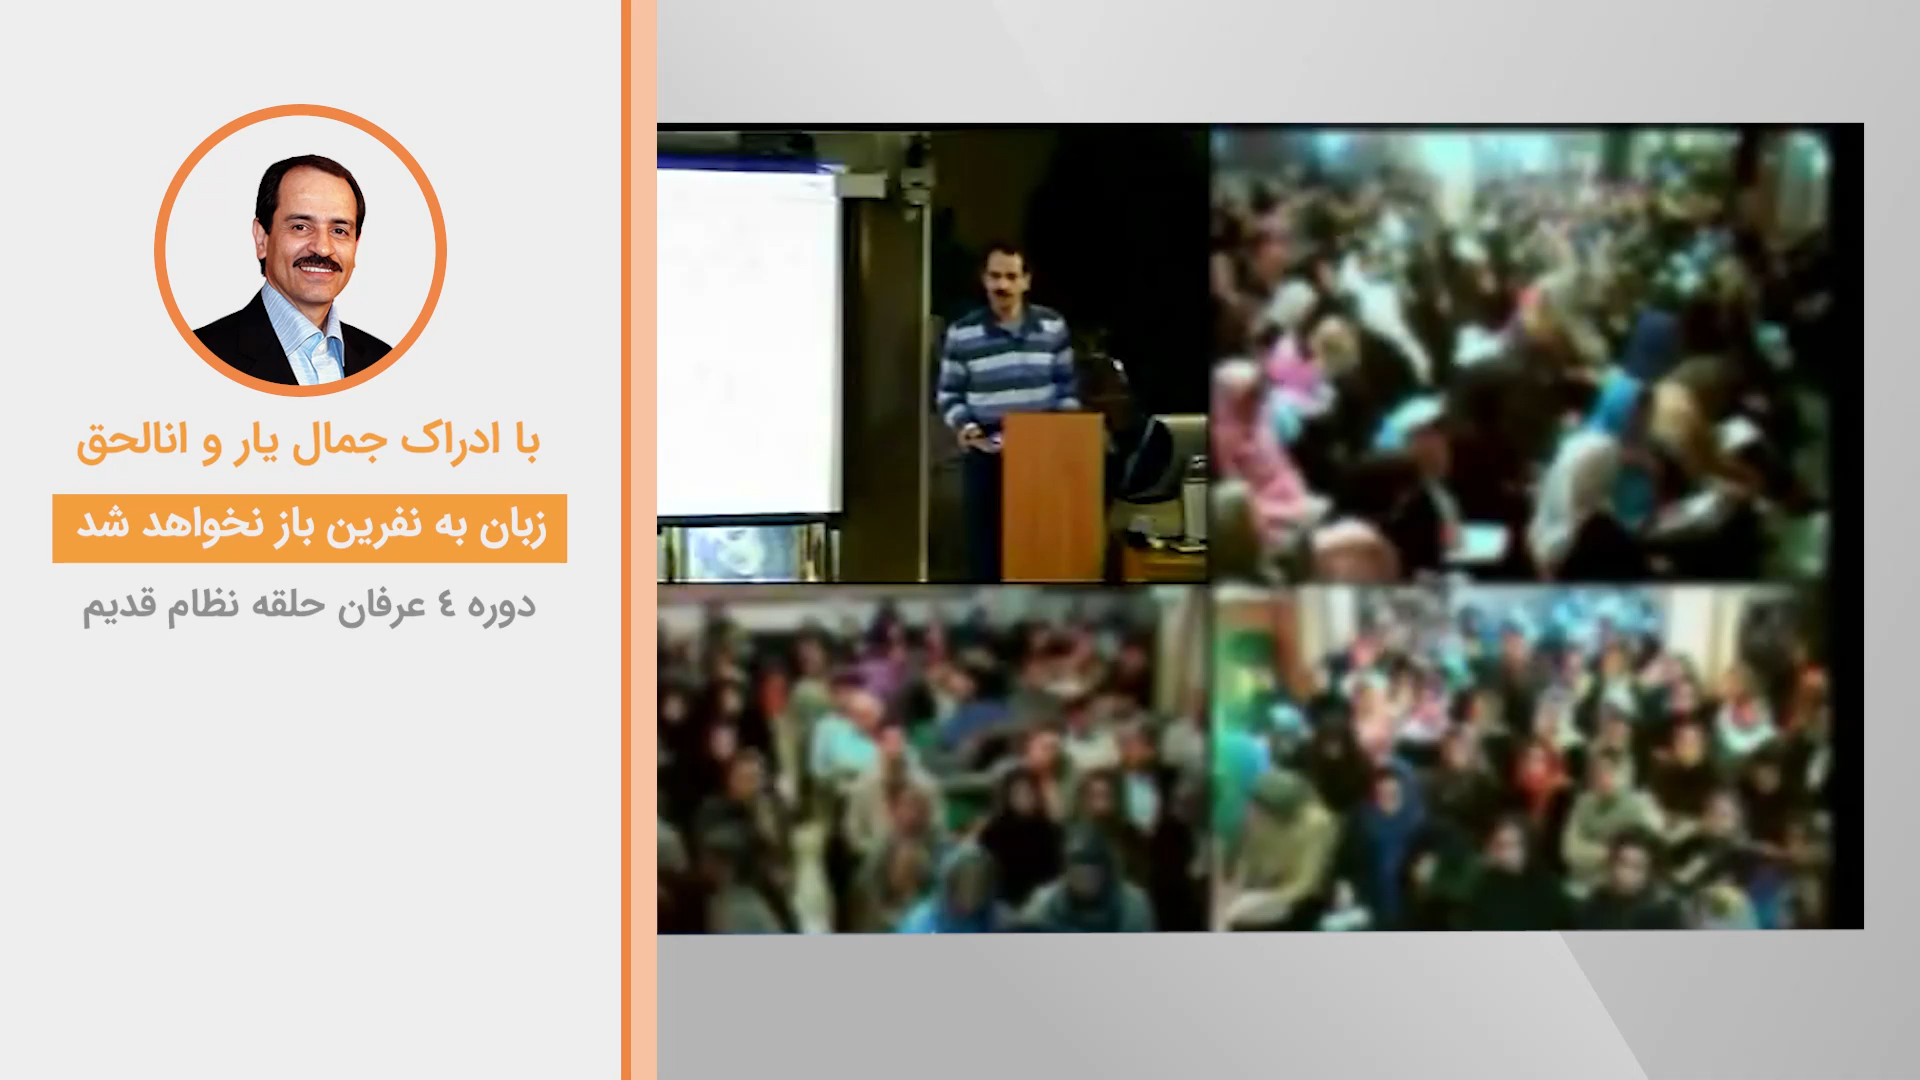 با ادراک جمال یار و اناالحق
زبان به نفرین باز نخواهد شد
دوره ٤ عرفان حلقه نظام قدیم